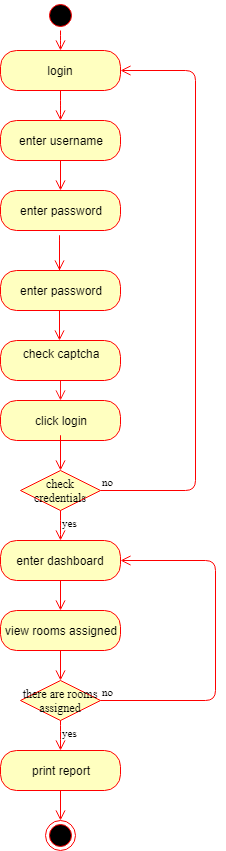 login
enter username
enter password
enter password
check captcha
click login
check
credentials
no
yes
enter dashboard
view rooms assigned
there are rooms
assigned
no
yes
print report